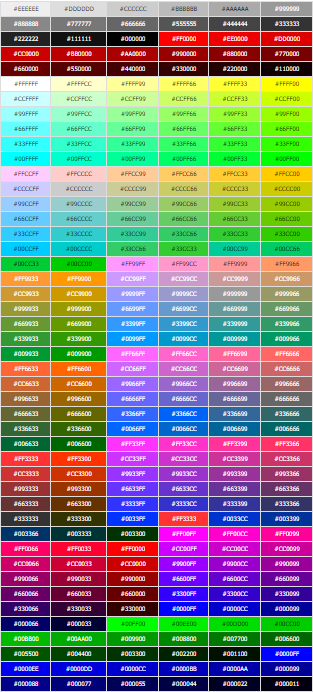 #EEEEEE #DDDDDD #CCCCCC #BBBBBB #AAAAAA #999999
#888888 #777777 #666666 #555555 #444444 #333333
#222222 #111111 #000000 #FF0000 #EE0000 #DD0000
#CC0000 #BB0000 #AA0000 #990000 #880000 #770000
#660000 #550000 #440000 #330000 #220000 #110000
#FFFFFF #FFFFCC #FFFF99 #FFFF66 #FFFF33 #FFFF00
#CCFFFF #CCFFCC #CCFF99 #CCFF66 #CCFF33 #CCFF00
#99FFFF #99FFCC #99FF99 #99FF66 #99FF33 #99FF00
#66FFFF #66FFCC #66FF99 #66FF66 #66FF33 #66FF00
#33FFFF #33FFCC #33FF99 #33FF66 #33FF33 #33FF00
#00FFFF #00FFCC #00FF99 #00FF66 #00FF33 #00FF00
#FFCCFF #FFCCCC #FFCC99 #FFCC66 #FFCC33 #FFCC00
#CCCCFF #CCCCCC #CCCC99 #CCCC66 #CCCC33 #CCCC00
#99CCFF #99CCCC #99CC99 #99CC66 #99CC33 #99CC00
#66CCFF #66CCCC #66CC99 #66CC66 #66CC33 #66CC00
#33CCFF #33CCCC #33CC99 #33CC66 #33CC33 #33CC00
#00CCFF #00CCCC #33CC66 #33CC33 #00CC99 #00CC66
#00CC33 #00CC00 #FF99FF #FF99CC #FF9999 #FF9966
#FF9933 #FF9900 #CC99FF #CC99CC #CC9999 #CC9966
#CC9933 #CC9900 #9999FF #9999CC #999999 #999966
#999933 #999900 #6699FF #6699CC #669999 #669966
#669933 #669900 #3399FF #3399CC #339999 #339966
#339933 #339900 #0099FF #0099CC #009999 #009966
#009933 #009900 #FF66FF #FF66CC #FF6699 #FF6666
#FF6633 #FF6600 #CC66FF #CC66CC #CC6699 #CC6666
#CC6633 #CC6600 #9966FF #9966CC #996699 #996666
#996633 #996600 #6666FF #6666CC #666699 #666666
#666633 #666600 #3366FF #3366CC #336699 #336666
#336633 #336600 #0066FF #0066CC #006699 #006666
#006633 #006600 #FF33FF #FF33CC #FF3399 #FF3366
#FF3333 #FF3300 #CC33FF #CC33CC #CC3399 #CC3366
#CC3333 #CC3300 #9933FF #9933CC #993399 #993366
#993333 #993300 #6633FF #6633CC #663399 #663366
#663333 #663300 #3333FF #3333CC #333399 #333366
#333333 #333300 #0033FF #FF3333 #0033CC #003399
#003366 #003333 #003300 #FF00FF #FF00CC #FF0099
#FF0066 #FF0033 #FF0000 #CC00FF #CC00CC #CC0099
#CC0066 #CC0033 #CC0000 #9900FF #9900CC #990099
#990066 #990033 #990000 #6600FF #6600CC #660099
#660066 #660033 #660000 #3300FF #3300CC #330099
#330066 #330033 #330000 #0000FF #0000CC #000099
#000066 #000033 #00FF00 #00EE00 #00DD00 #00CC00
#00BB00 #00AA00 #009900 #008800 #007700 #006600
#005500 #004400 #003300 #002200 #001100 #0000FF
#0000EE #0000DD #0000CC #0000BB #0000AA #000099
#000088 #000077 #000055 #000044 #000022 #000011